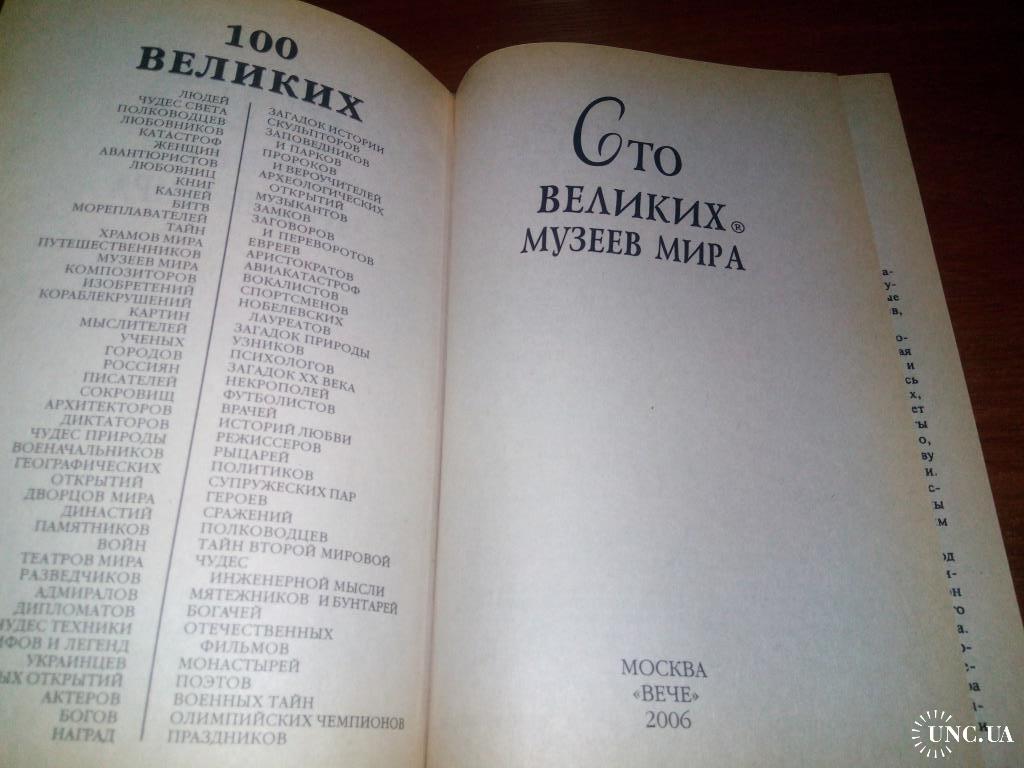 100
ВЕЛИКИХ
ЛЮДЕЙ
ЧУДЕС СВЕТА
ПОЛКОВОДЦЕВ
ЛЮБОВНИКОВ
КАТАСТРОФ
ЖЕНЩИН
АВАНТЮРИСТОВ
ЛЮБОВНИЦ
КНИГ
КАЗНЕЙ
БИТВ
МОРЕПЛАВАТЕЛЕЙ
ТАЙН
ХРАМОВ МИРА
ПУТЕШЕСТВЕННИКОВ
МУЗЕЕВ МИРА
КОМПОЗИТОРОВ
ИЗОБРЕТЕНИЙ
КОРАБЛЕКРУШЕНИЙ
КАРТИН
МЫСЛИТЕЛЕЙ
УЧЕНЫХ
ГОРОДОВ
РОССИЯН
ПИСАТЕЛЕЙ
СОКРОВИЩ
АРХИТЕКТОРОВ
ДИКТАТОРОВ
ЧУДЕС ПРИРОДЫ
ВОЕНАЧАЛЬНИКОВ
ГЕОГРАФИЧЕСКИХ
ОТКРЫТИЙ
ДВОРЦОВ МИРА
ДИНАСТИЙ
ПАМЯТНИКОВ
ВОЙН
ТЕАТРОВ МИРА
РАЗВЕДЧИКОВ
АДМИРАЛОВ
ДИПЛОМАТОВ
ЧУДЕС ТЕХНИКИ
ИФОВ И ЛЕГЕНД
УКРАИНЦЕВ
ЫХ ОТКРЫТИЙ
АКТЕРОВ
БОГОВ
НАГРАД
ЗАГАДОК ИСТОРИИ
СКУЛЬПТОРОВ
ЗАПОВЕДНИКОВ
И ПАРКОВ
ПРОРОКОВ
И ВЕРОУЧИТЕЛЕЙ
АРХЕОЛОГИЧЕСКИХ
ОТКРЫТИЙ
МУЗЫКАНТОВ
ЗАМКОВ
ЗАГОВОРОВ
И ПЕРЕВОРОТОВ
ЕВРЕЕВ
АРИСТОКРАТОВ
АВИАКАТАСТРОФ
ВОКАЛИСТОВ
СПОРТСМЕНОВ
НОБЕЛЕВСКИХ
ЛАУРЕАТОВ
ЗАГАДОК ПРИРОДЫ
УЗНИКОВ
ПСИХОЛОГОВ
ЗАГАДОК XX ВЕКА
НЕКРОПОЛЕЙ
ФУТБОЛИСТОВ
ВРАЧЕЙ
ИСТОРИЙ ЛЮБВИ
РЕЖИССЕРОВ
РЫЦАРЕЙ
ПОЛИТИКОВ
СУПРУЖЕСКИХ ПАР
ГЕРОЕВ
СРАЖЕНИЙ
ПОЛКОВОДЦЕВ
ТАЙН ВТОРОЙ МИРОВОЙ
ЧУДЕС
ИНЖЕНЕРНОЙ МЫСЛИ
МЯТЕЖНИКОВ И БУНТАРЕЙ
БОГАЧЕЙ
ОТЕЧЕСТВЕННЫХ
ФИЛЬМОВ
МОНАСТЫРЕЙ
ПОЭТОВ
ВОЕННЫХ ТАЙН
ОЛИМПИЙСКИХ ЧЕМПИОНОВ
ПРАЗДНИКОВ
Сто
ВЕЛИКИХ®
МУЗЕЕВ МИРА
МОСКВА
«ВЕЧЕ»
2006
UNC.UA